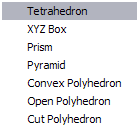 Tetrahedron
XYZ Box
Prism
Pyramid
Convex Polyhedron
Open Polyhedron
Cut Polyhedron